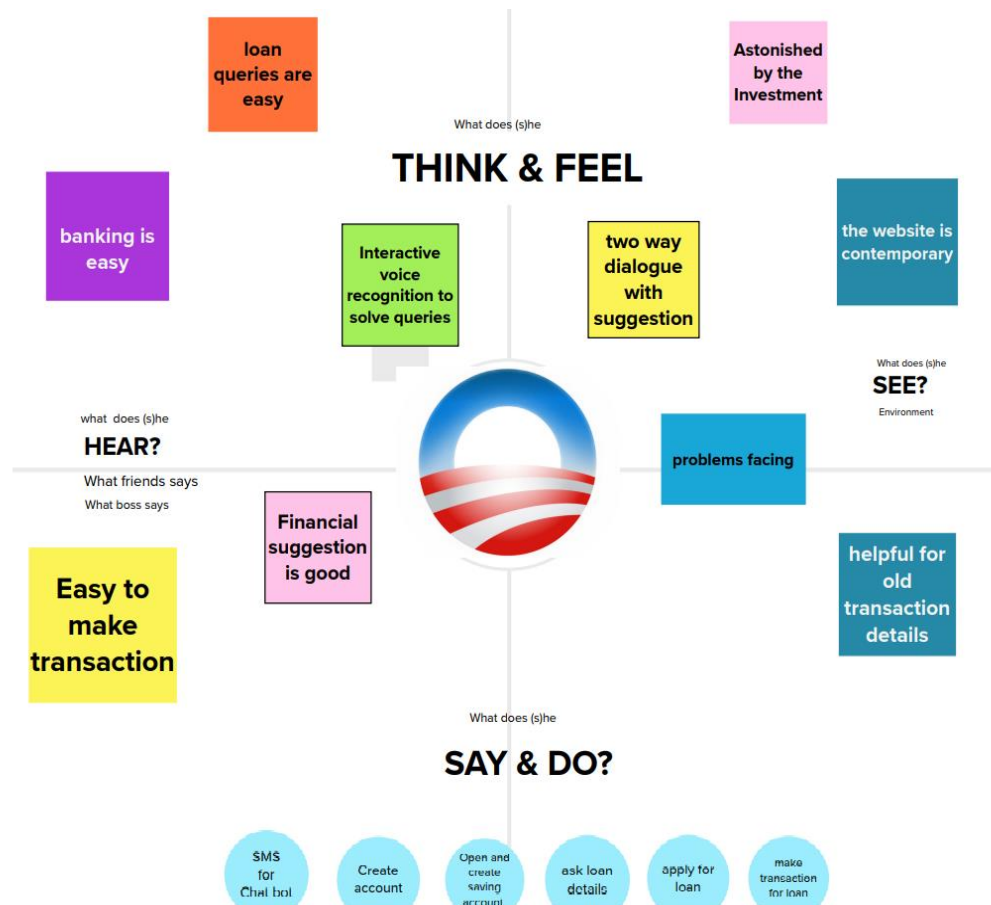 loan
queries are
easy
Astonished
by the
Investment
What does (s)he
THINK & FEEL
banking is
easy
the website is
contemporary
Interactive
voice
recognition to
solve queries
two way
dialogue
with
suggestion
What does (s)he
SEE?
Environment
what does (s)he
HEAR?
What friends says
What boss says
problems facing
Financial
suggestion
is good
Easy to
make
transaction
helpful for
old
transaction
details
What does (s)he
SAY & DO?
SMS
for
Chat bot
Create
account
Open and
create
saving
account
ask loan
details
apply for
loan
make
transaction
for loan